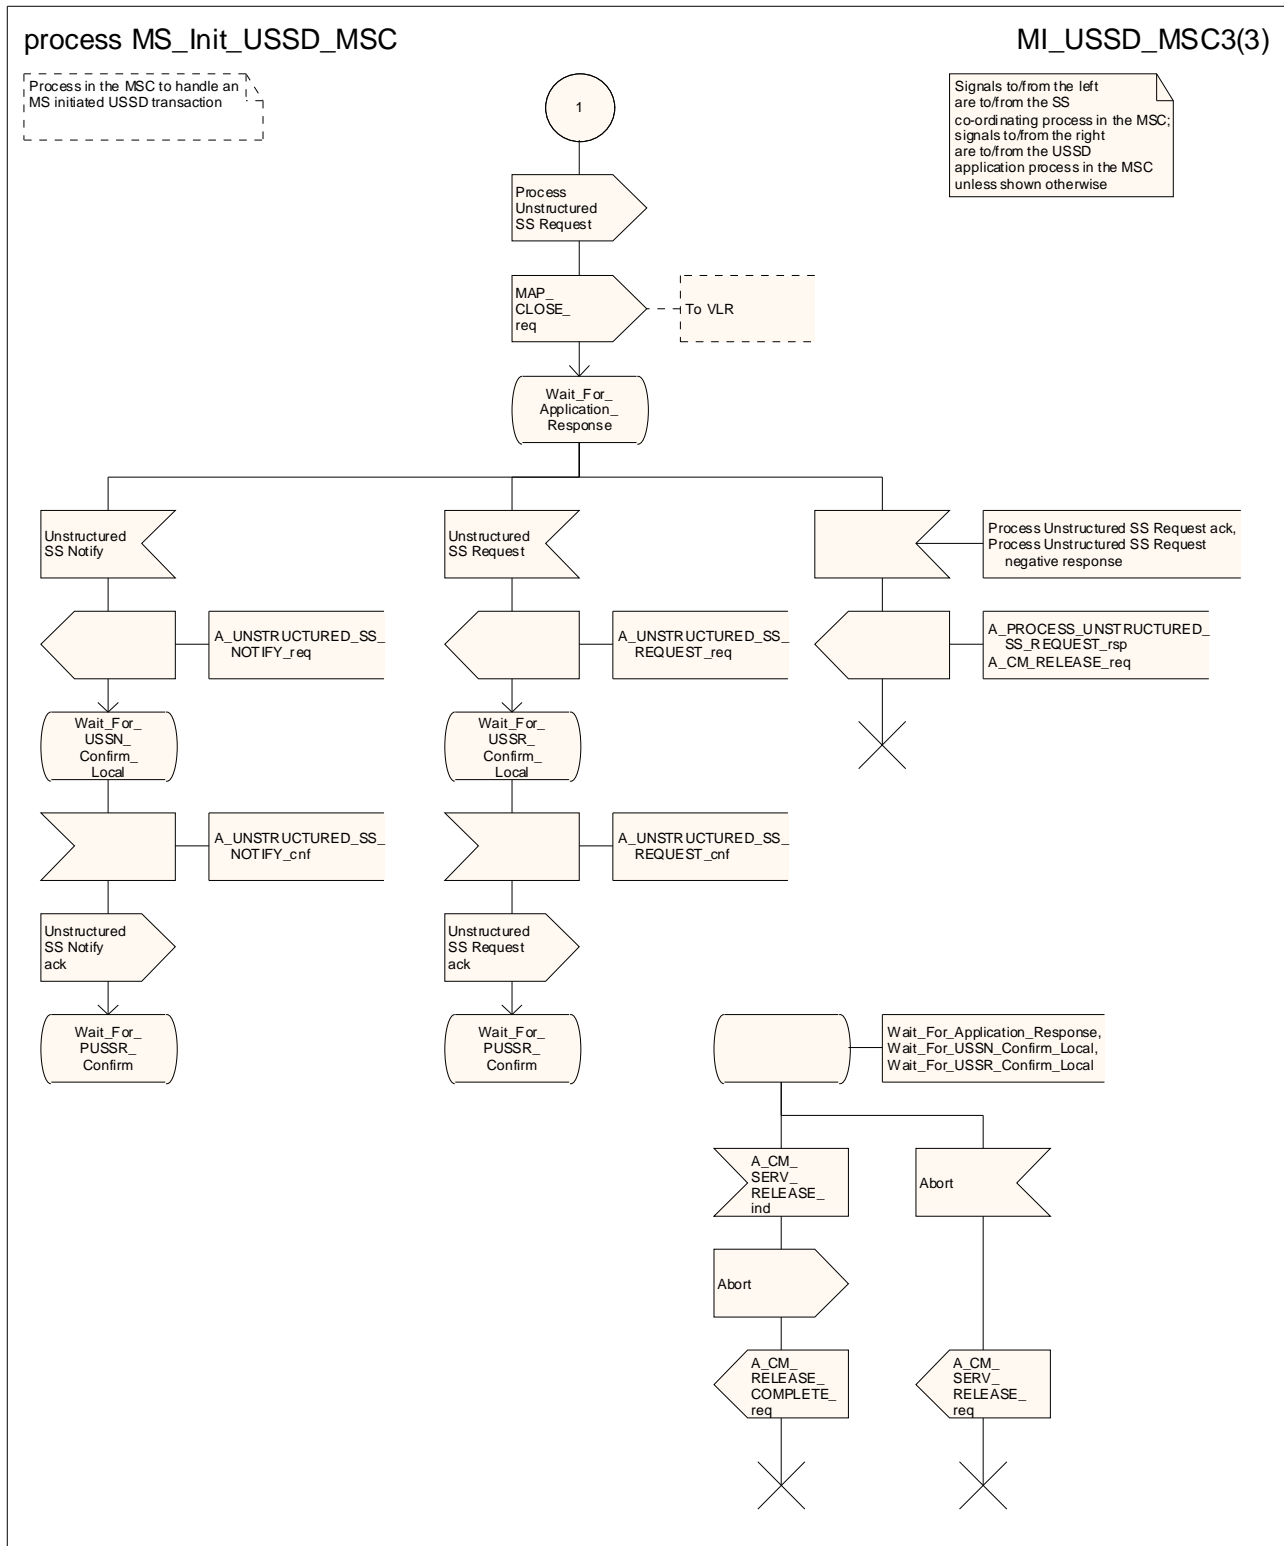 process MS_Init_USSD_MSC
MI_USSD_MSC3(3)
Process in the MSC to handle an
MS initiated USSD transaction
Signals to/from the left
are to/from the SS
co-ordinating process in the MSC;
signals to/from the right
are to/from the USSD
application process in the MSC
unless shown otherwise
1
Process
Unstructured
SS Request
MAP_
CLOSE_
req
To VLR
Wait_For_
Application_
Response
Unstructured
SS Notify
Unstructured
SS Request
Process Unstructured SS Request ack,
Process Unstructured SS Request
negative response
A_UNSTRUCTURED_SS_
NOTIFY_req
A_UNSTRUCTURED_SS_
REQUEST_req
A_PROCESS_UNSTRUCTURED_
SS_REQUEST_rsp
A_CM_RELEASE_req
Wait_For_
USSN_
Confirm_
Local
Wait_For_
USSR_
Confirm_
Local
A_UNSTRUCTURED_SS_
NOTIFY_cnf
A_UNSTRUCTURED_SS_
REQUEST_cnf
Unstructured
SS Notify
ack
Unstructured
SS Request
ack
Wait_For_
PUSSR_
Confirm
Wait_For_
PUSSR_
Confirm
Wait_For_Application_Response,
Wait_For_USSN_Confirm_Local,
Wait_For_USSR_Confirm_Local
A_CM_
SERV_
RELEASE_
ind
Abort
Abort
A_CM_
RELEASE_
COMPLETE_
req
A_CM_
SERV_
RELEASE_
req